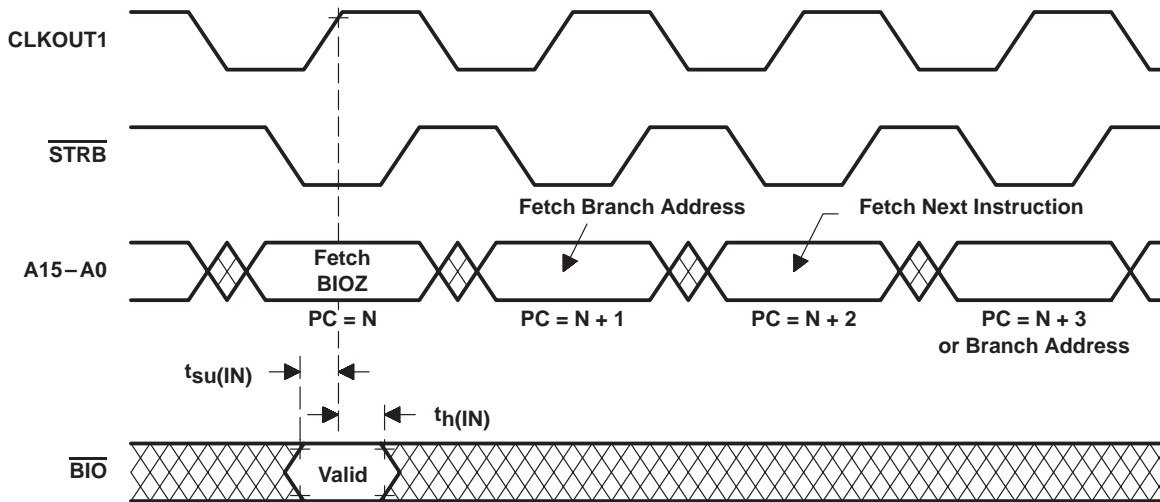 CLKOUT1
STRB
Fetch Branch Address
Fetch Next Instruction
A15–A0
Fetch
BIOZ
PC = N
PC = N + 1
PC = N + 2
PC = N + 3
or Branch Address
tsu(IN)
th(IN)
BIO
Valid